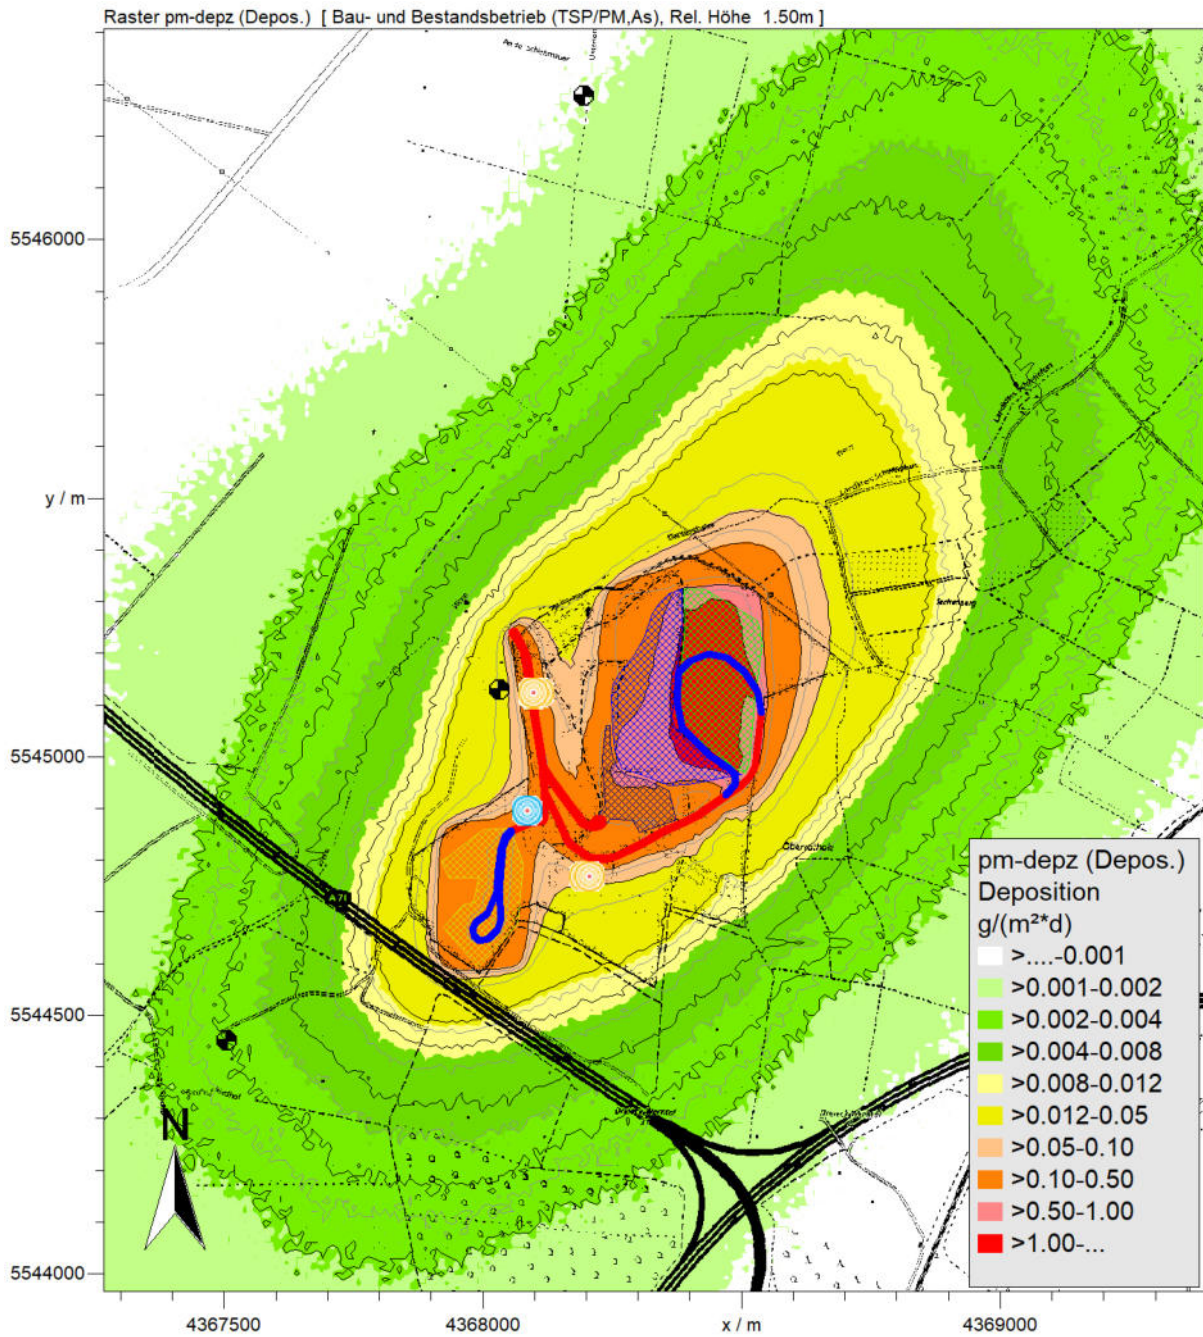 Raster pm-depz (Depos.) [ Bau- und Bestandsbetrieb (TSP/PM,As), Rel. Höhe 1.50m ]
5546000
y / m
5545000
5544500
5544000
A71
N
pm-depz (Depos.)
Deposition
g/(m²*d)
>....-0.001
>0.001-0.002
>0.002-0.004
>0.004-0.008
>0.008-0.012
>0.012-0.05
>0.05-0.10
>0.10-0.50
>0.50-1.00
>1.00-...
4367500
4368000
x / m
4369000